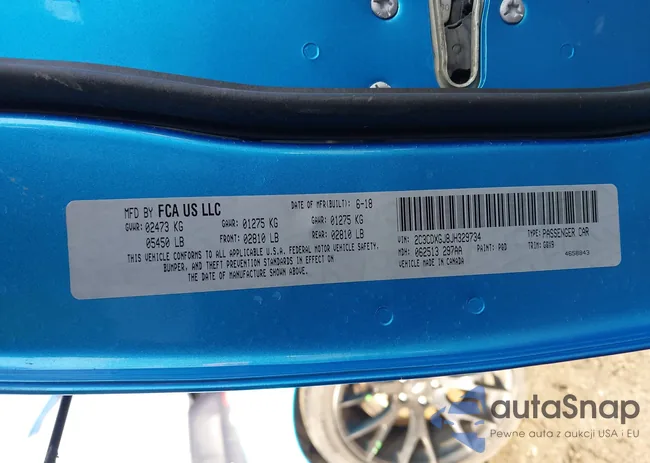 MFD BY FCA US LLC
DATE OF MFR(BUILT): 6-18
GVWR: 02473 KG GAWR: 01275 KG GAWR: 01275 KG
05450 LB FRONT: 02810 LB REAR: 02810 LB
THIS VEHICLE CONFORMS TO ALL APPLICABLE U.S.A. FEDERAL MOTOR VEHICLE SAFETY,
BUMPER, AND THEFT PREVENTION STANDARDS IN EFFECT ON
THE DATE OF MANUFACTURE SHOWN ABOVE.
VIN: 2C3CDXGJ8JH329734 TYPE: PASSENGER CAR
MDH: 062513 297AA PAINT: PBD TRIM: GBV9
VEHICLE MADE IN CANADA 4658943
autaSnap
Pewne auta z aukcji USA i EU